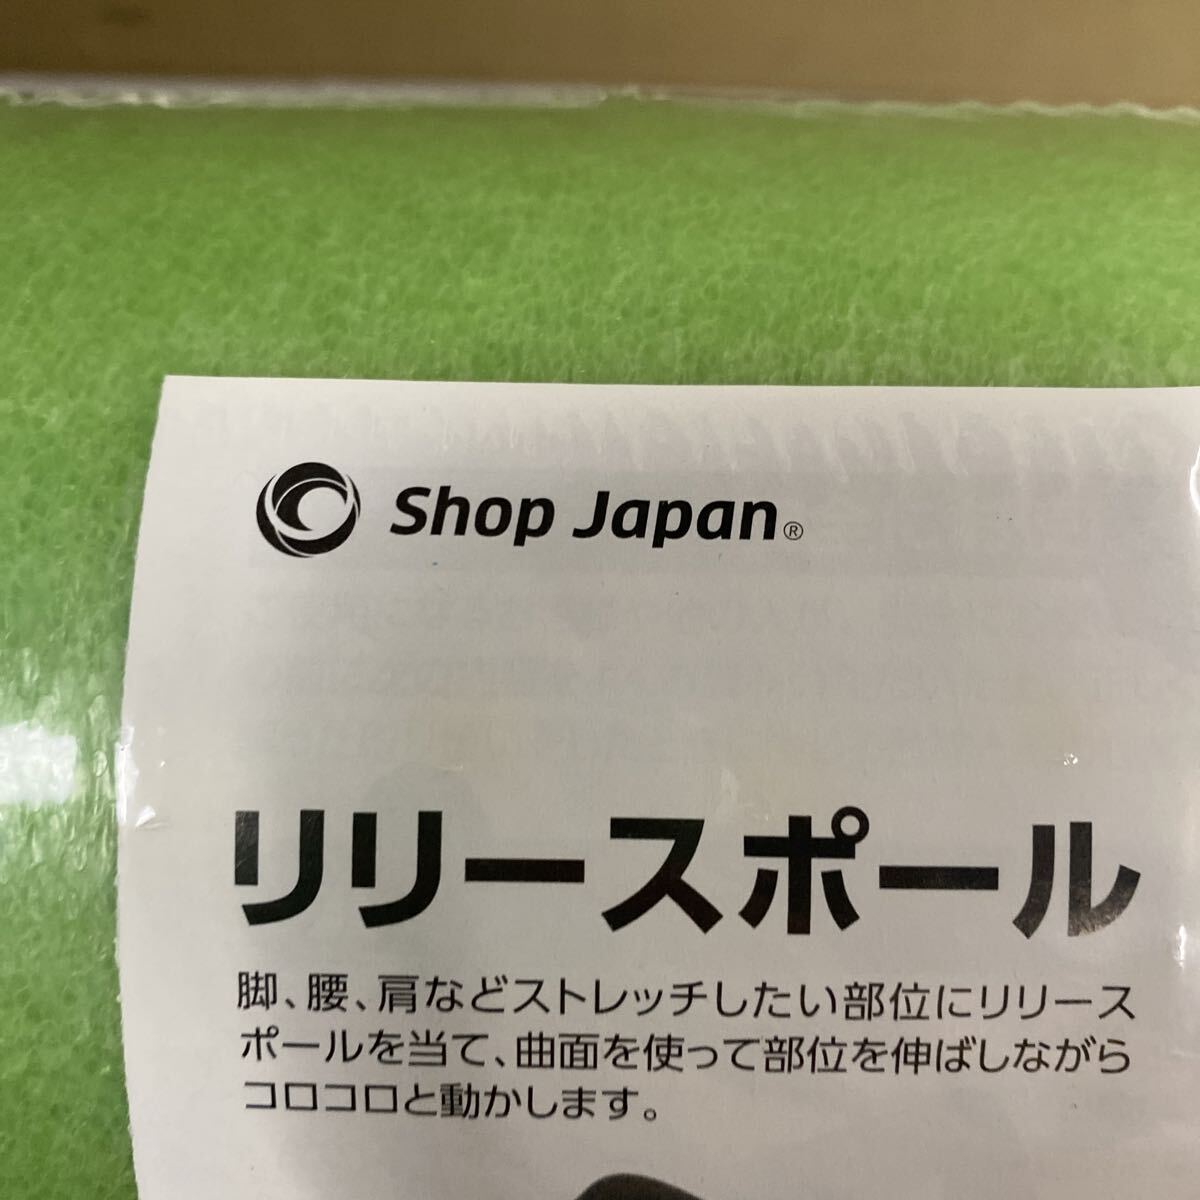 Shop Japan®
リリースポール
脚、腰、肩などストレッチしたい部位にリリース
ポールを当て、曲面を使って部位を伸ばしながら
コロコロと動かします。